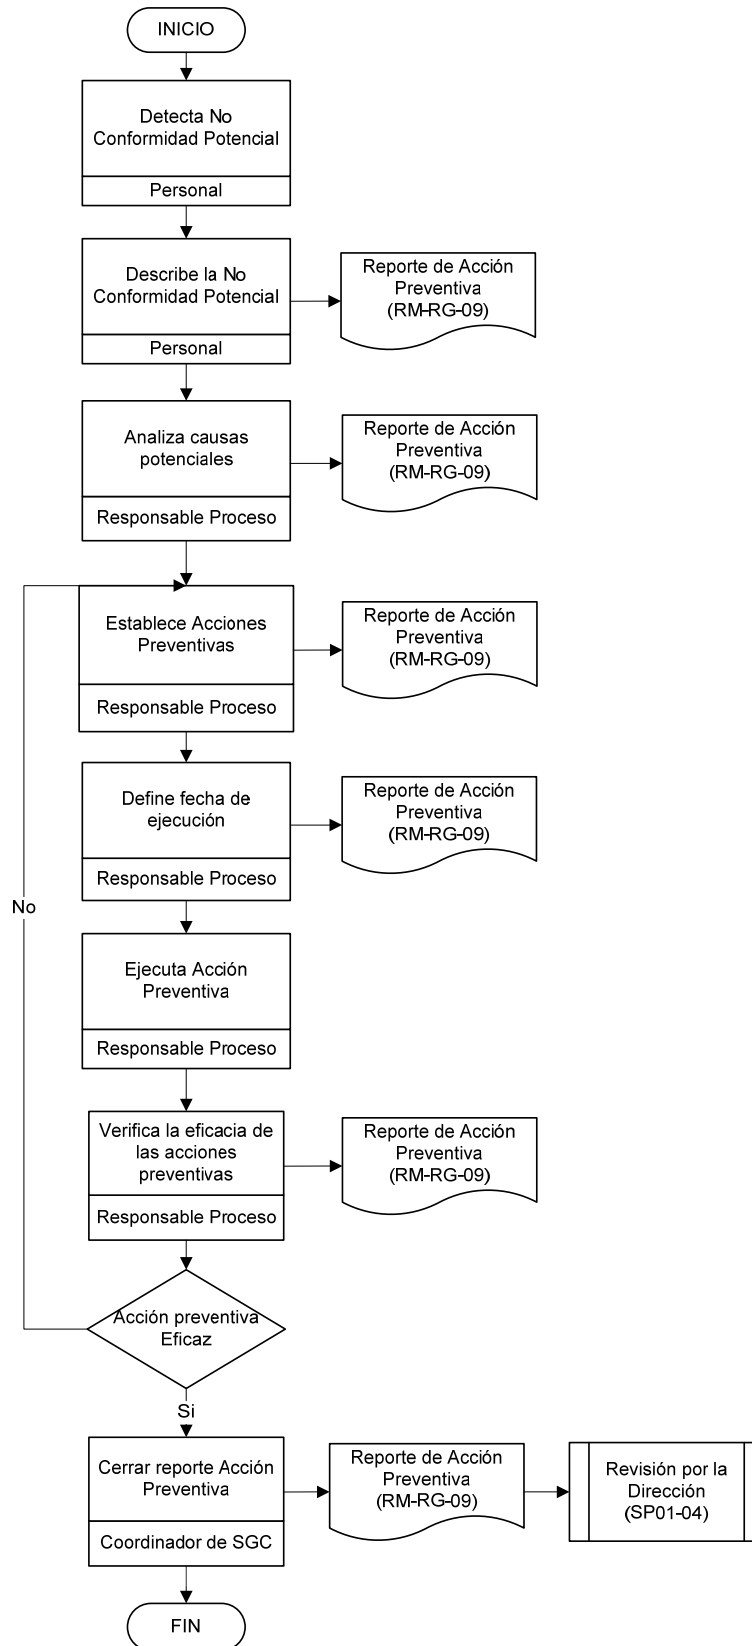 INICIO
Detecta No
Conformidad Potencial
Personal
Describe la No
Conformidad Potencial
Personal
Reporte de Acción
Preventiva
(RM-RG-09)
Analiza causas
potenciales
Responsable Proceso
Reporte de Acción
Preventiva
(RM-RG-09)
Establece Acciones
Preventivas
Responsable Proceso
Reporte de Acción
Preventiva
(RM-RG-09)
Define fecha de
ejecución
Responsable Proceso
Reporte de Acción
Preventiva
(RM-RG-09)
No
Ejecuta Acción
Preventiva
Responsable Proceso
Verifica la eficacia de
las acciones
preventivas
Responsable Proceso
Reporte de Acción
Preventiva
(RM-RG-09)
Acción preventiva
Eficaz
Si
Cerrar reporte Acción
Preventiva
Coordinador de SGC
Reporte de Acción
Preventiva
(RM-RG-09)
Revisión por la
Dirección
(SP01-04)
FIN